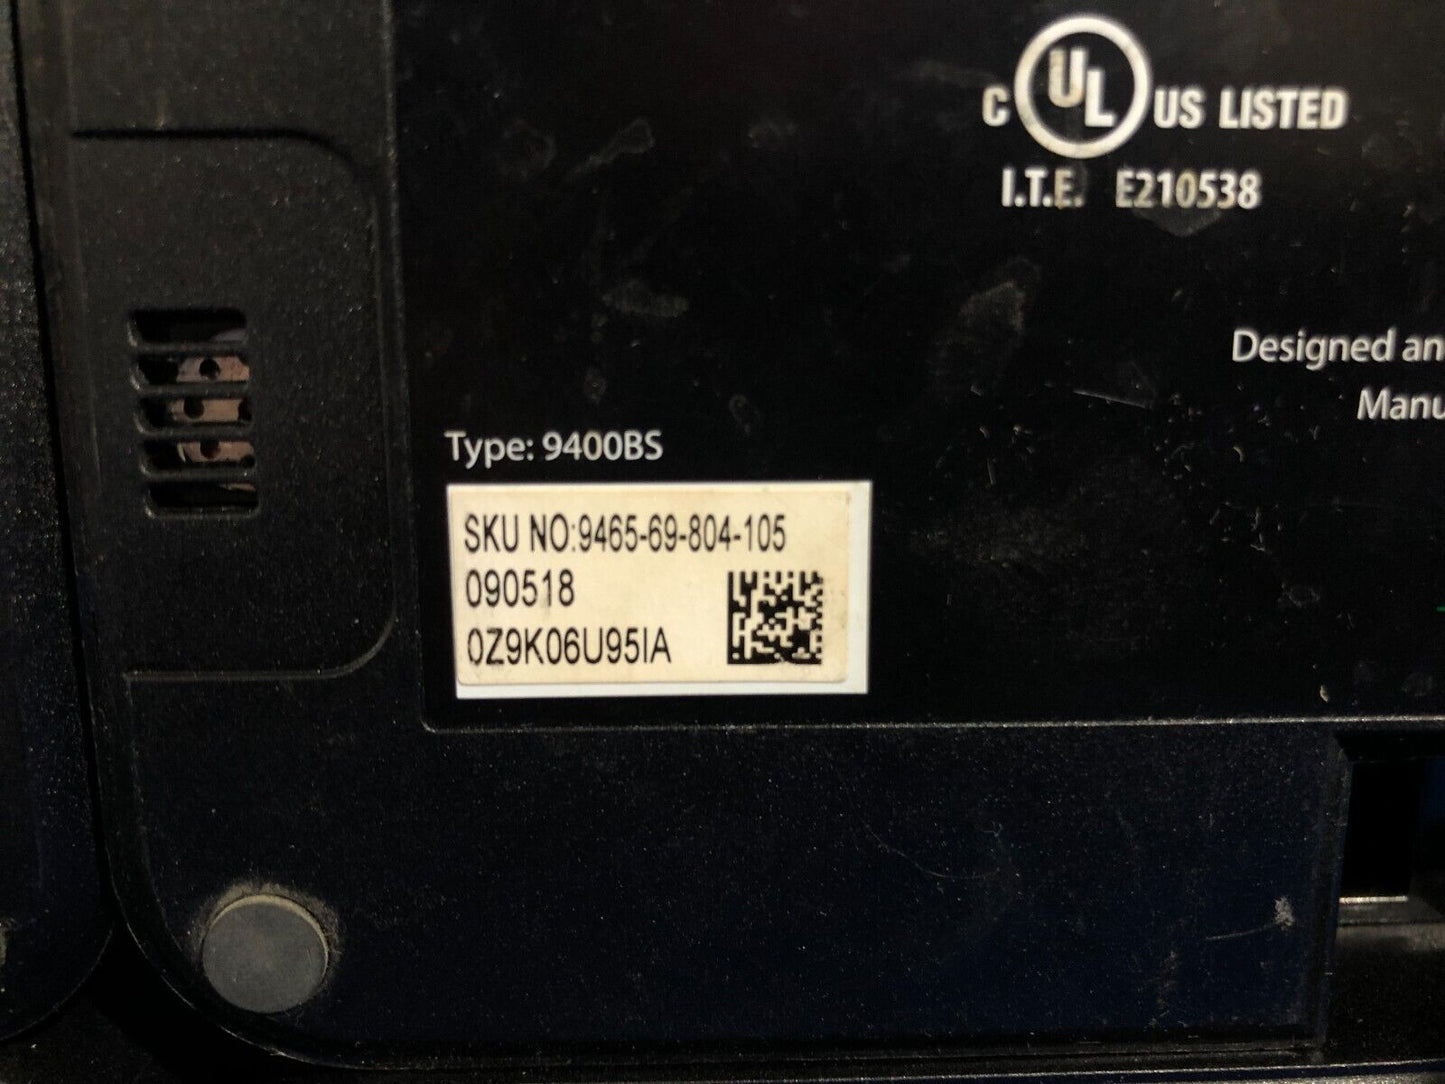 C UL US LISTED
I.T.E. E210538
Designed an
Manu
Type: 9400BS
SKU NO:9465-69-804-105
090518
0Z9K06U95IA